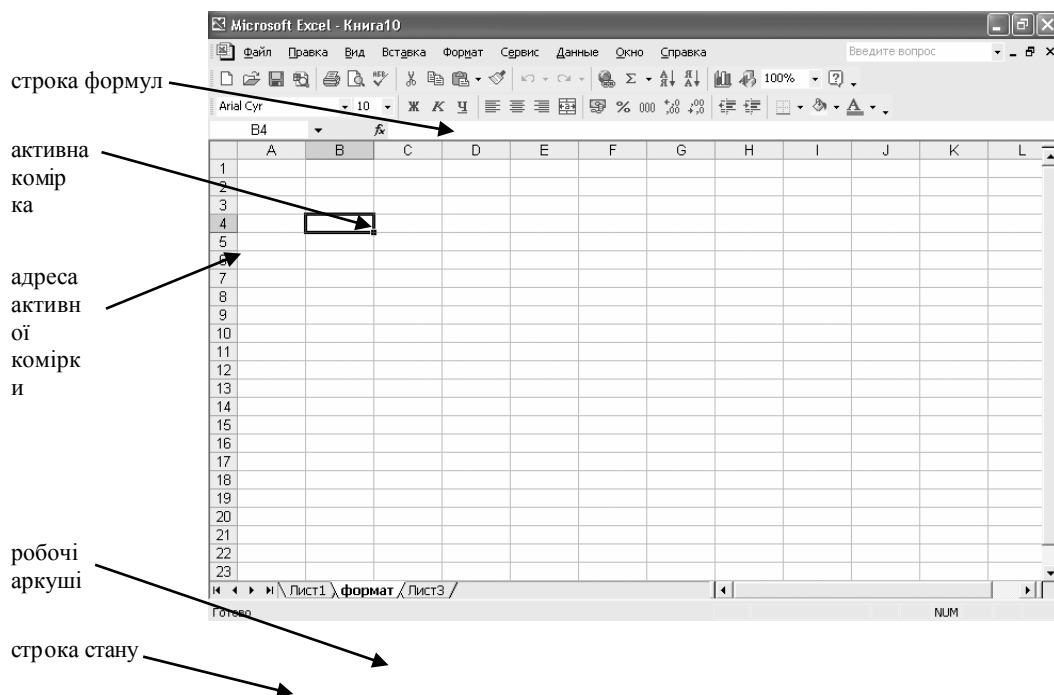 Microsoft Excel - Книга10
Файл Правка Вид Вставка Формат Сервис Данные Окно Справка Введите вопрос
100%
Arial Cyr 10 Ж К Ч % 000
B4 fx
A B C D E F G H I J K L
1
2
3
4
5
6
7
8
9
10
11
12
13
14
15
16
17
18
19
20
21
22
23
Лист1 формат Лист3
Готово NUM
строка формул
активна
комір
ка
адреса
активн
ої
комірк
и
робочі
аркуші
строка стану